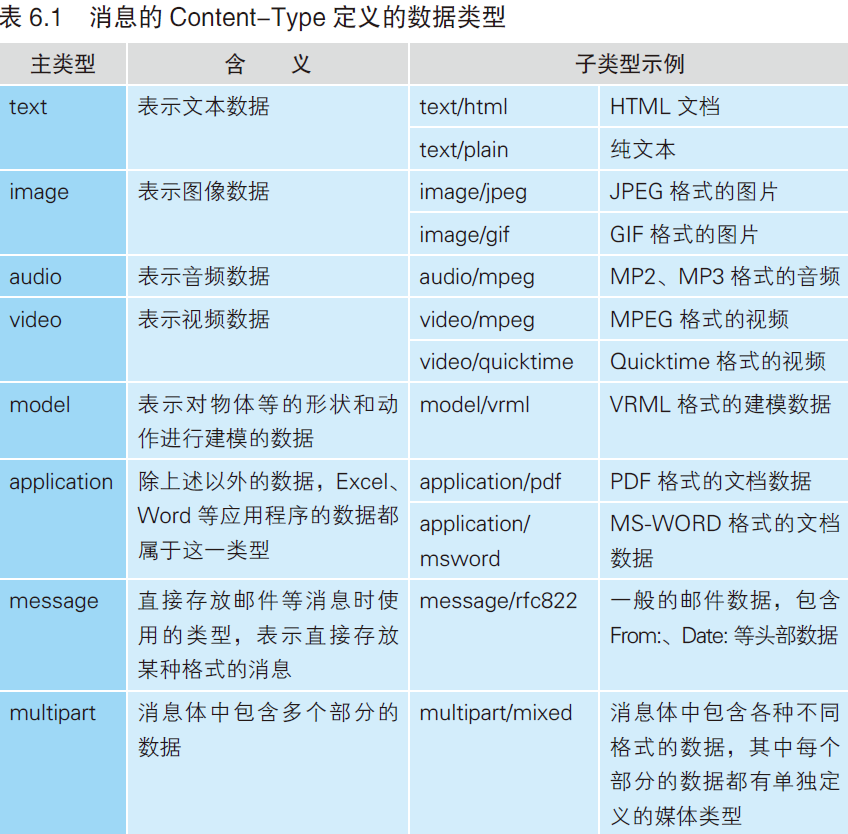 表 6.1 消息的 Content–Type 定义的数据类型
主类型 含 义 子类型示例
text 表示文本数据 text/html HTML 文档
text/plain 纯文本
image 表示图像数据 image/jpeg JPEG 格式的图片
image/gif GIF 格式的图片
audio 表示音频数据 audio/mpeg MP2、MP3 格式的音频
video 表示视频数据 video/mpeg MPEG 格式的视频
video/quicktime Quicktime 格式的视频
model 表示对物体等的形状和动 model/vrml VRML 格式的建模数据
作进行建模的数据
application 除上述以外的数据，Excel、 application/pdf PDF 格式的文档数据
Word 等应用程序的数据都 application/ MS-WORD 格式的文档
属于这一类型 msword 数据
message 直接存放邮件等消息时使 message/rfc822 一般的邮件数据，包含
用的类型，表示直接存放 From:、Date: 等头部数据
某种格式的消息
multipart 消息体中包含多个部分的 multipart/mixed 消息体中包含各种不同
数据 格式的数据，其中每个
部分的数据都有单独定
义的媒体类型